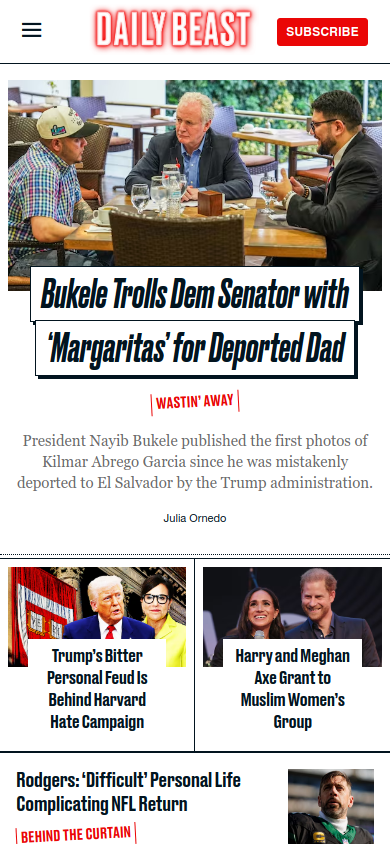 DAILY BEAST
SUBSCRIBE
Bukele Trolls Dem Senator with
‘Margaritas’ for Deported Dad
WASTIN’ AWAY
President Nayib Bukele published the first photos of
Kilmar Abrego Garcia since he was mistakenly
deported to El Salvador by the Trump administration.
Julia Ornedo
VE
RI
Trump’s Bitter
Personal Feud Is
Behind Harvard
Hate Campaign
Harry and Meghan
Axe Grant to
Muslim Women’s
Group
Rodgers: ‘Difficult’ Personal Life
Complicating NFL Return
BEHIND THE CURTAIN